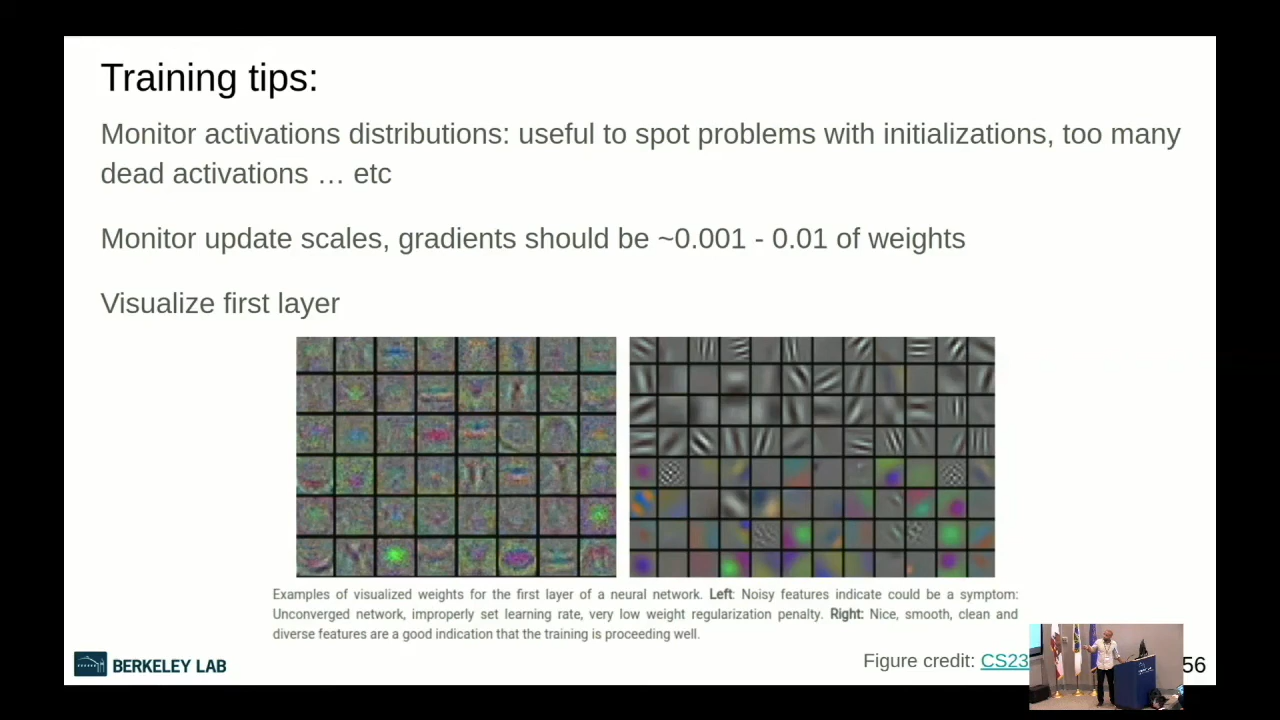 Training tips:
Monitor activations distributions: useful to spot problems with initializations, too many
dead activations … etc
Monitor update scales, gradients should be ~0.001 - 0.01 of weights
Visualize first layer
Examples of visualized weights for the first layer of a neural network. Left: Noisy features indicate could be a symptom:
Unconverged network, improperly set learning rate, very low weight regularization penalty. Right: Nice, smooth, clean and
diverse features are a good indication that the training is proceeding well.
BERKELEY LAB
Figure credit: CS23
56